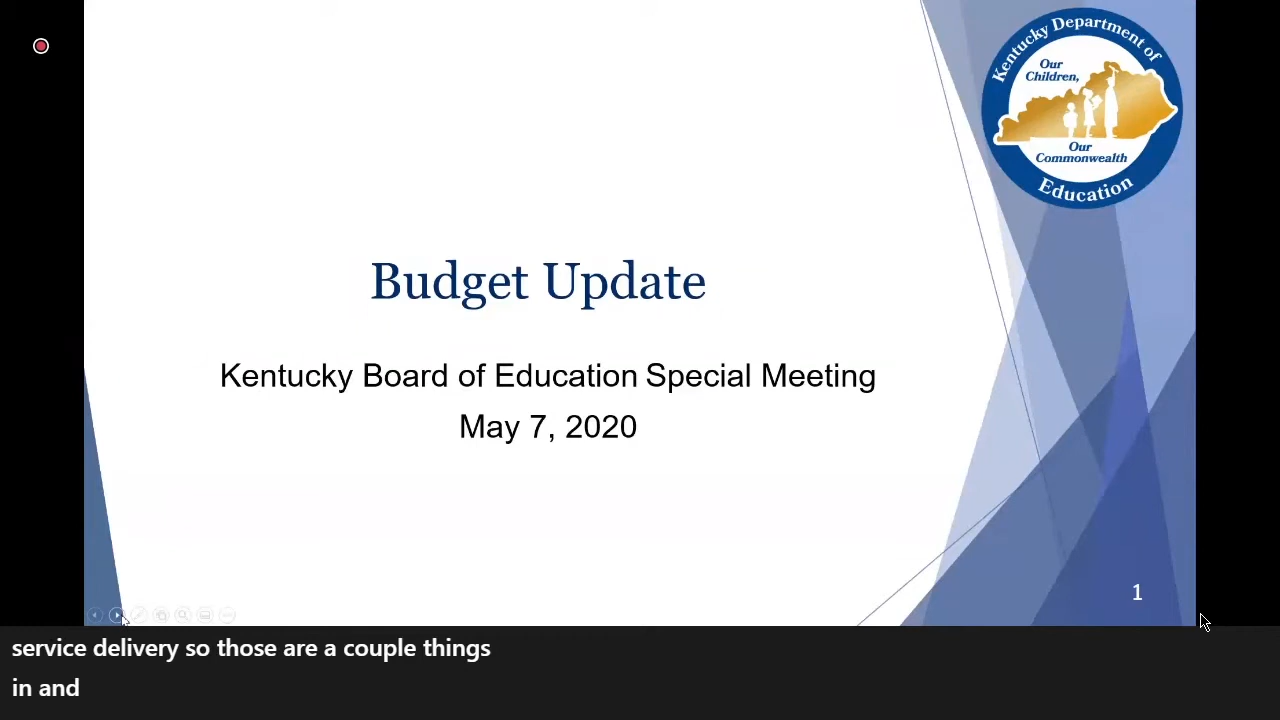 Kentucky Department of
Our
Children,
Our
Commonwealth
Education
Budget Update
Kentucky Board of Education Special Meeting
May 7, 2020
1
service delivery so those are a couple things
in and